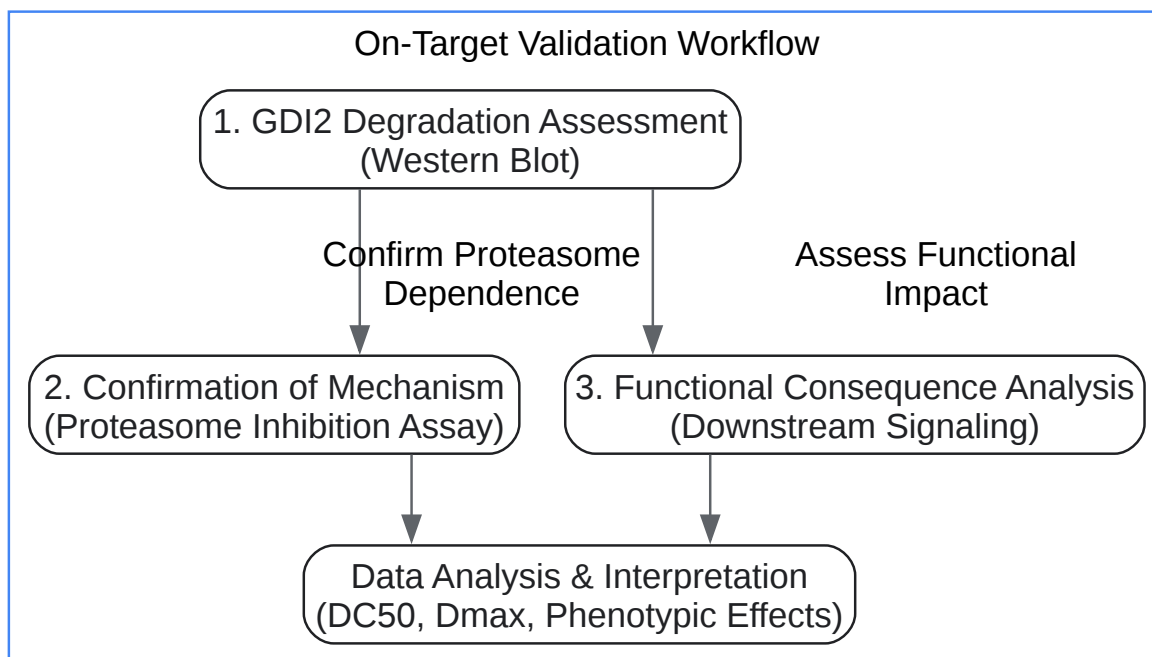 On-Target Validation Workflow
1. GDI2 Degradation Assessment
(Western Blot)
Confirm Proteasome
Dependence
Assess Functional
Impact
2. Confirmation of Mechanism
(Proteasome Inhibition Assay)
3. Functional Consequence Analysis
(Downstream Signaling)
Data Analysis & Interpretation
(DC50, Dmax, Phenotypic Effects)